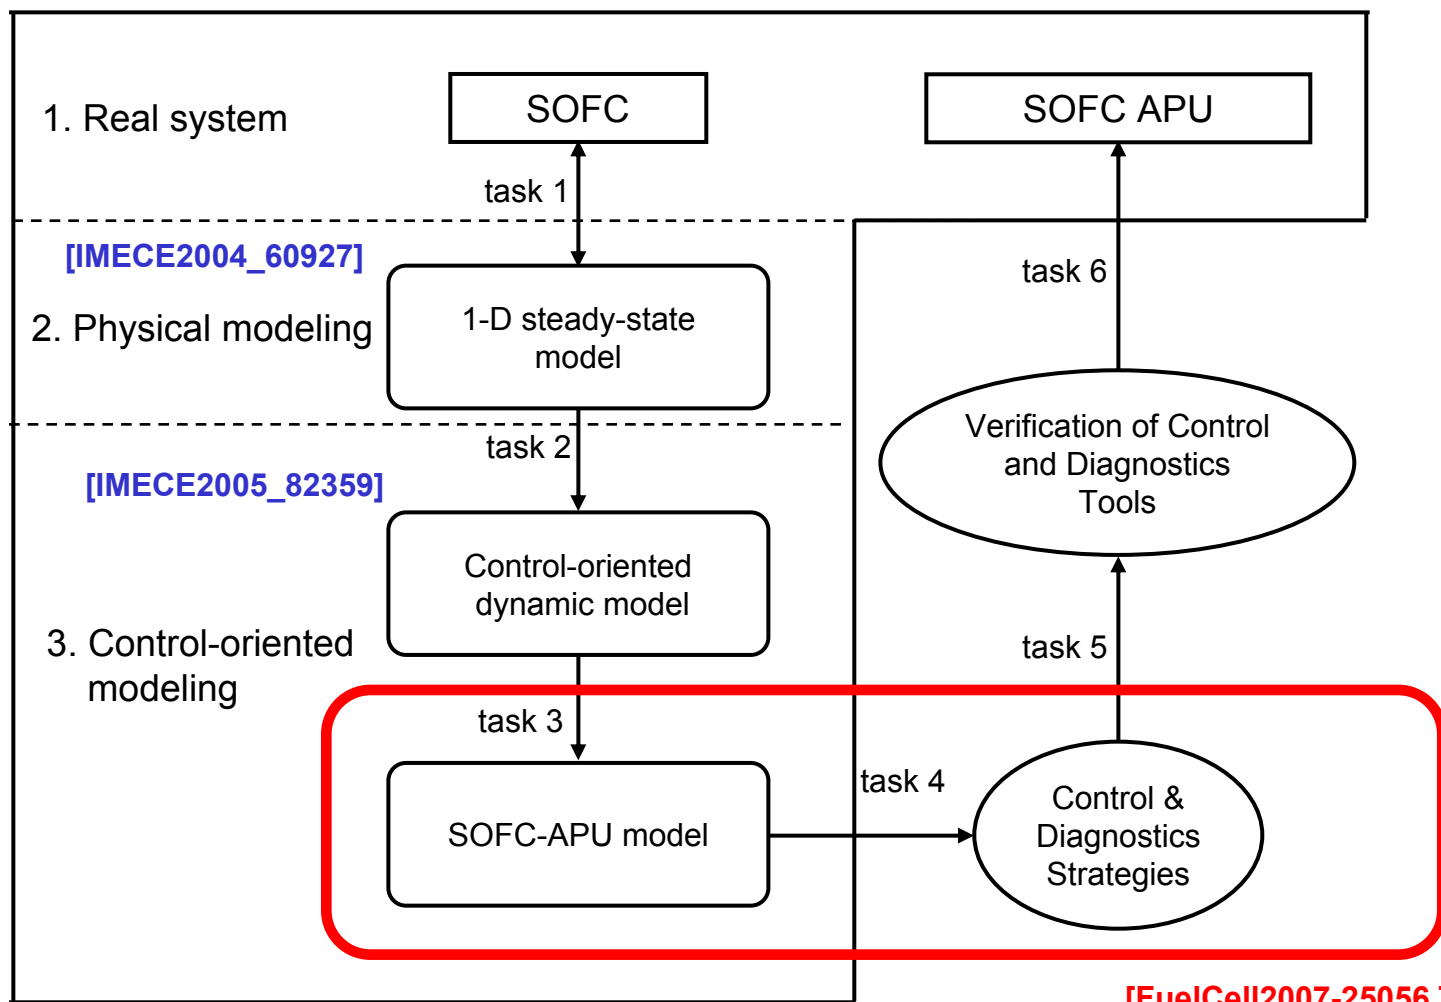 1. Real system
SOFC
SOFC APU
task 1
[IMECE2004_60927]
task 6
2. Physical modeling
1-D steady-state
model
task 2
Verification of Control
and Diagnostics
Tools
[IMECE2005_82359]
Control-oriented
dynamic model
3. Control-oriented
modeling
task 5
task 3
task 4
SOFC-APU model
Control &
Diagnostics
Strategies
[FuelCell2007-25056